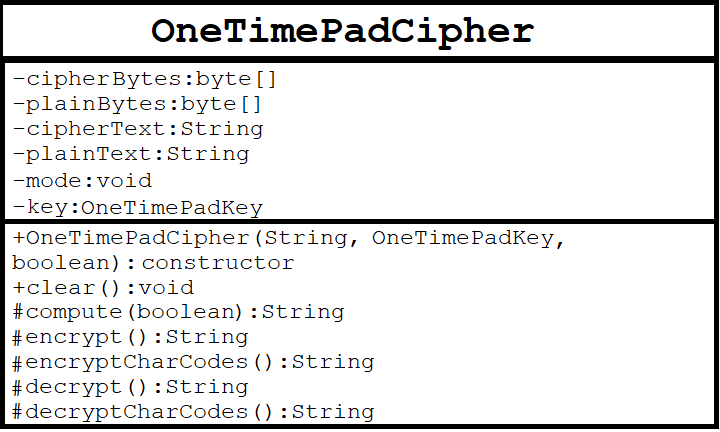 OneTimePadCipher
-cipherBytes:byte[]
-plainBytes:byte[]
-cipherText:String
-plainText:String
-mode:void
-key:OneTimePadKey
+OneTimePadCipher(String, OneTimePadKey,
boolean):constructor
+clear():void
#compute(boolean):String
#encrypt():String
#encryptCharCodes():String
#decrypt():String
#decryptCharCodes():String